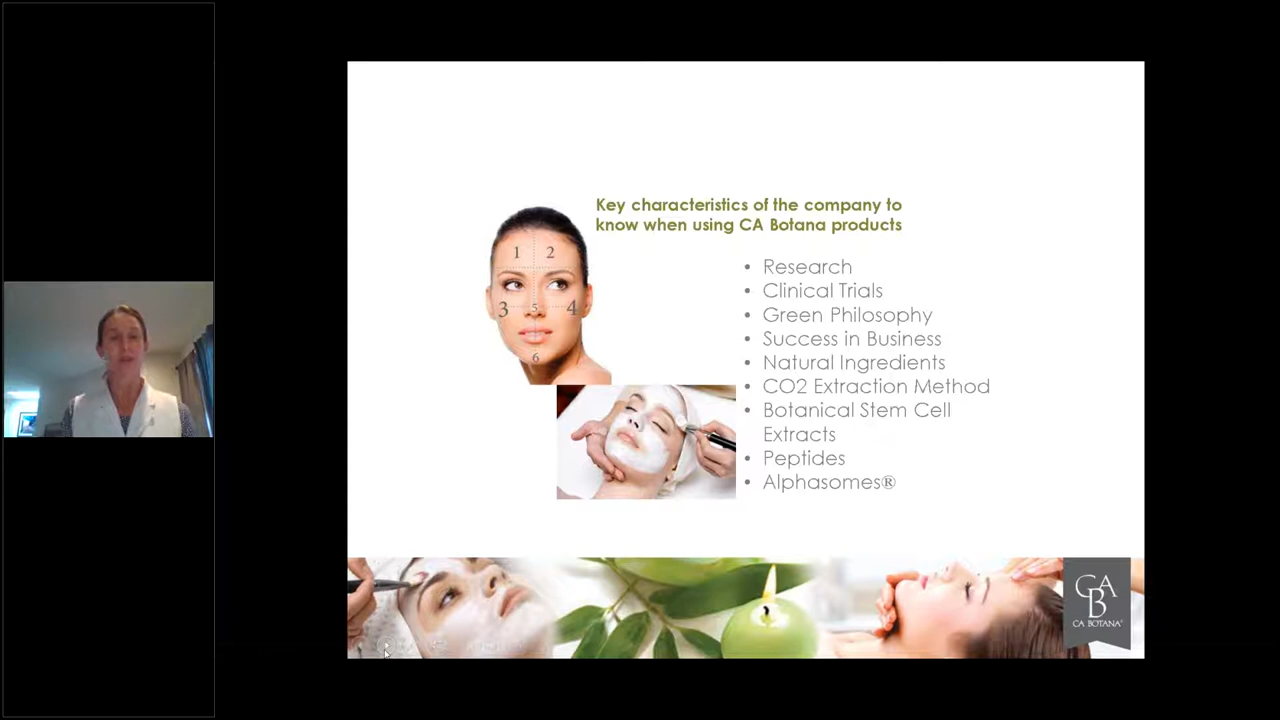 Key characteristics of the company to
know when using CA Botana products
1 2
3 5 4
6
• Research
• Clinical Trials
• Green Philosophy
• Success in Business
• Natural Ingredients
• CO2 Extraction Method
• Botanical Stem Cell
Extracts
• Peptides
• Alphasomes®
CAB
CA BOTANA®